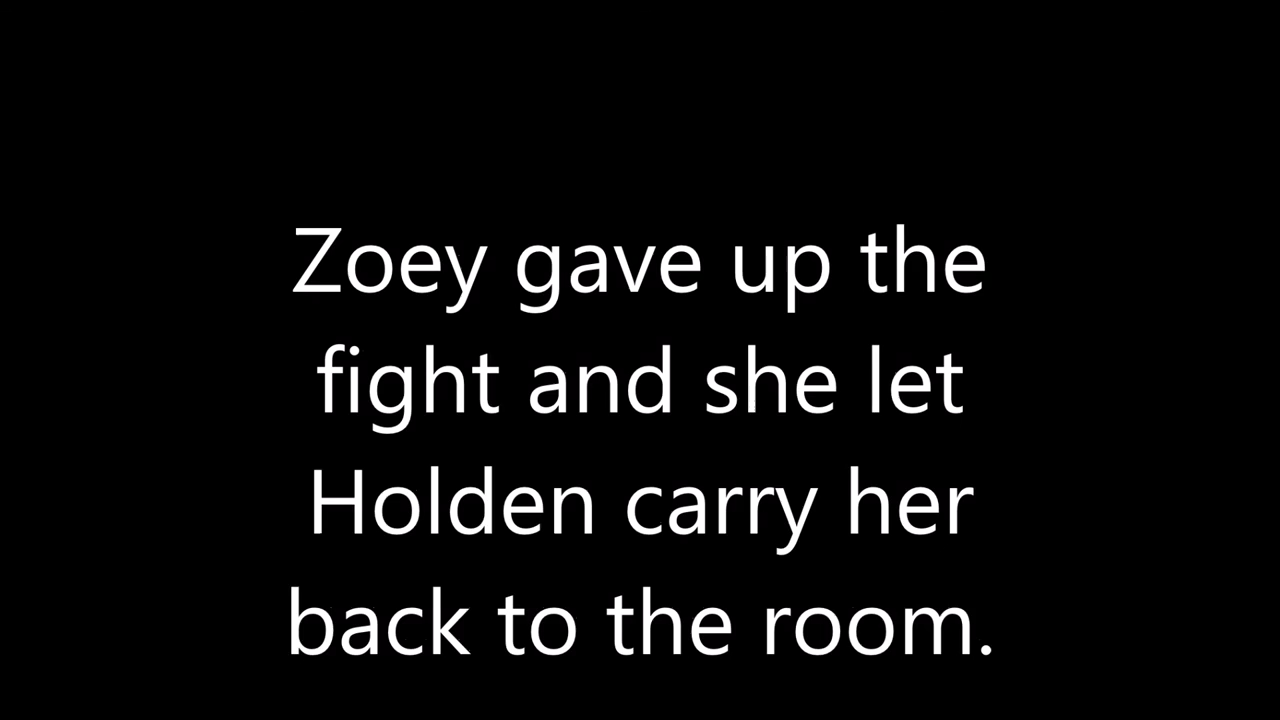 Zoey gave up the
fight and she let
Holden carry her
back to the room.